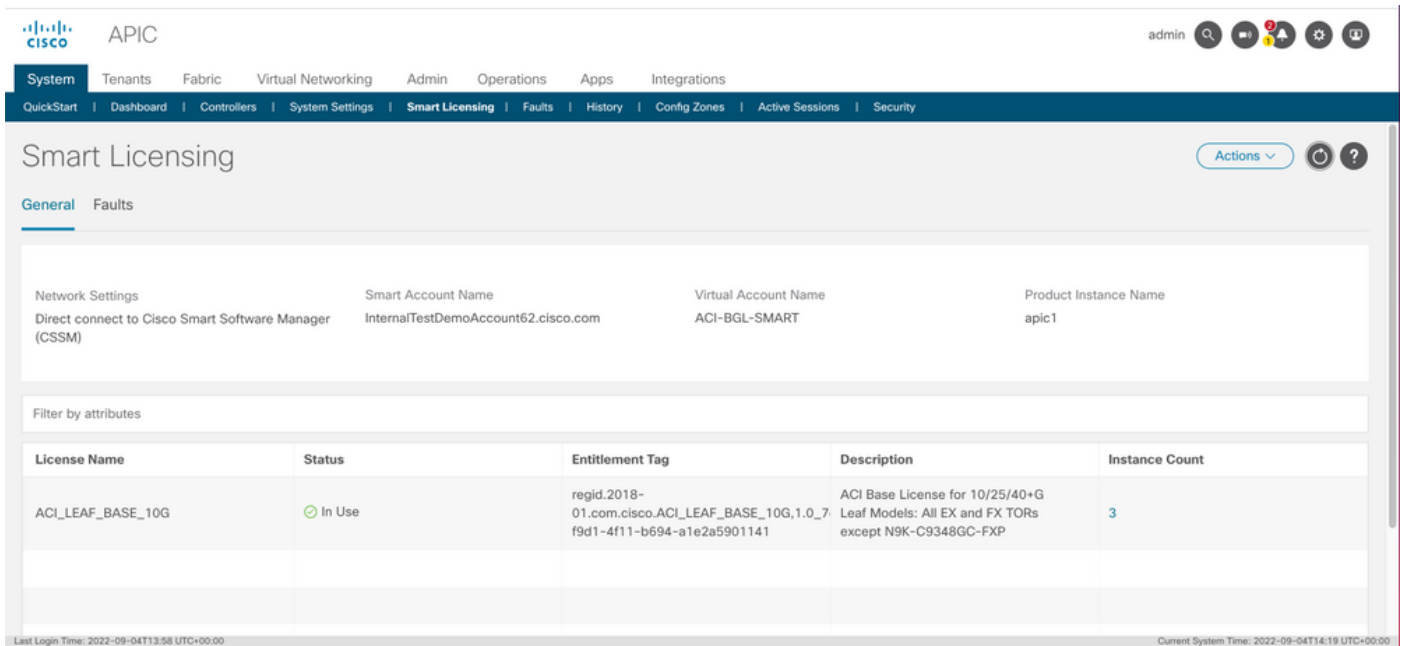 CISCO
APIC
admin
2
1
System Tenants Fabric Virtual Networking Admin Operations Apps Integrations
QuickStart | Dashboard | Controllers | System Settings | Smart Licensing | Faults | History | Config Zones | Active Sessions | Security
Smart Licensing
Actions
?
General Faults
Network Settings
Direct connect to Cisco Smart Software Manager
(CSSM)
Smart Account Name
InternalTestDemoAccount62.cisco.com
Virtual Account Name
ACI-BGL-SMART
Product Instance Name
apic1
Filter by attributes
License Name Status Entitlement Tag Description Instance Count
ACI_LEAF_BASE_10G
In Use
regid.2018-
01.com.cisco.ACI_LEAF_BASE_10G,1.0_7
f9d1-4f11-b694-a1e2a5901141
ACI Base License for 10/25/40+G
Leaf Models: All EX and FX TORs
except N9K-C9348GC-FXP
3
Last Login Time: 2022-09-04T13:58 UTC+00:00
Current System Time: 2022-09-04T14:19 UTC+00:00